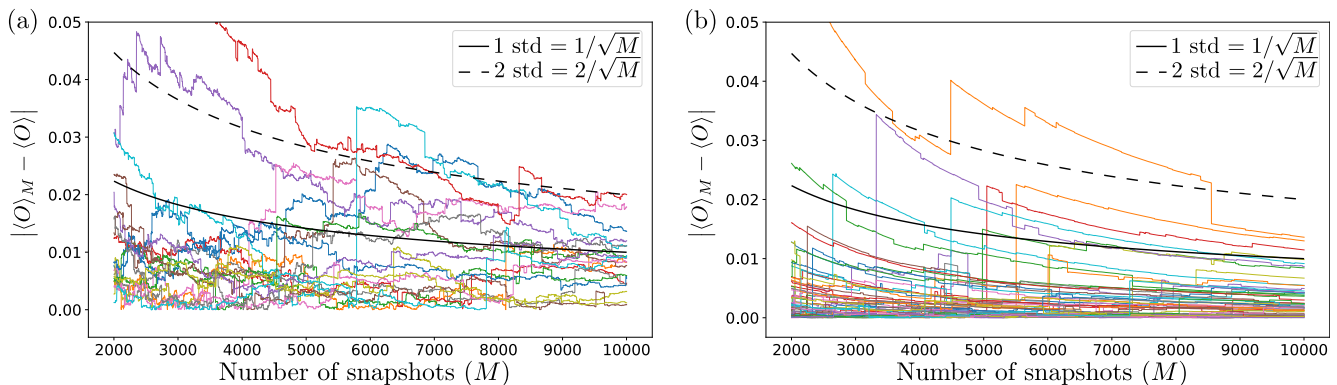 (a)
0.05
0.04
0.03
0.02
0.01
0.00
|⟨O⟩_M − ⟨O⟩|
1 std = 1/√M
2 std = 2/√M
2000 3000 4000 5000 6000 7000 8000 9000 10000
Number of snapshots (M)
(b)
0.05
0.04
0.03
0.02
0.01
0.00
|⟨O⟩_M − ⟨O⟩|
1 std = 1/√M
2 std = 2/√M
2000 3000 4000 5000 6000 7000 8000 9000 10000
Number of snapshots (M)